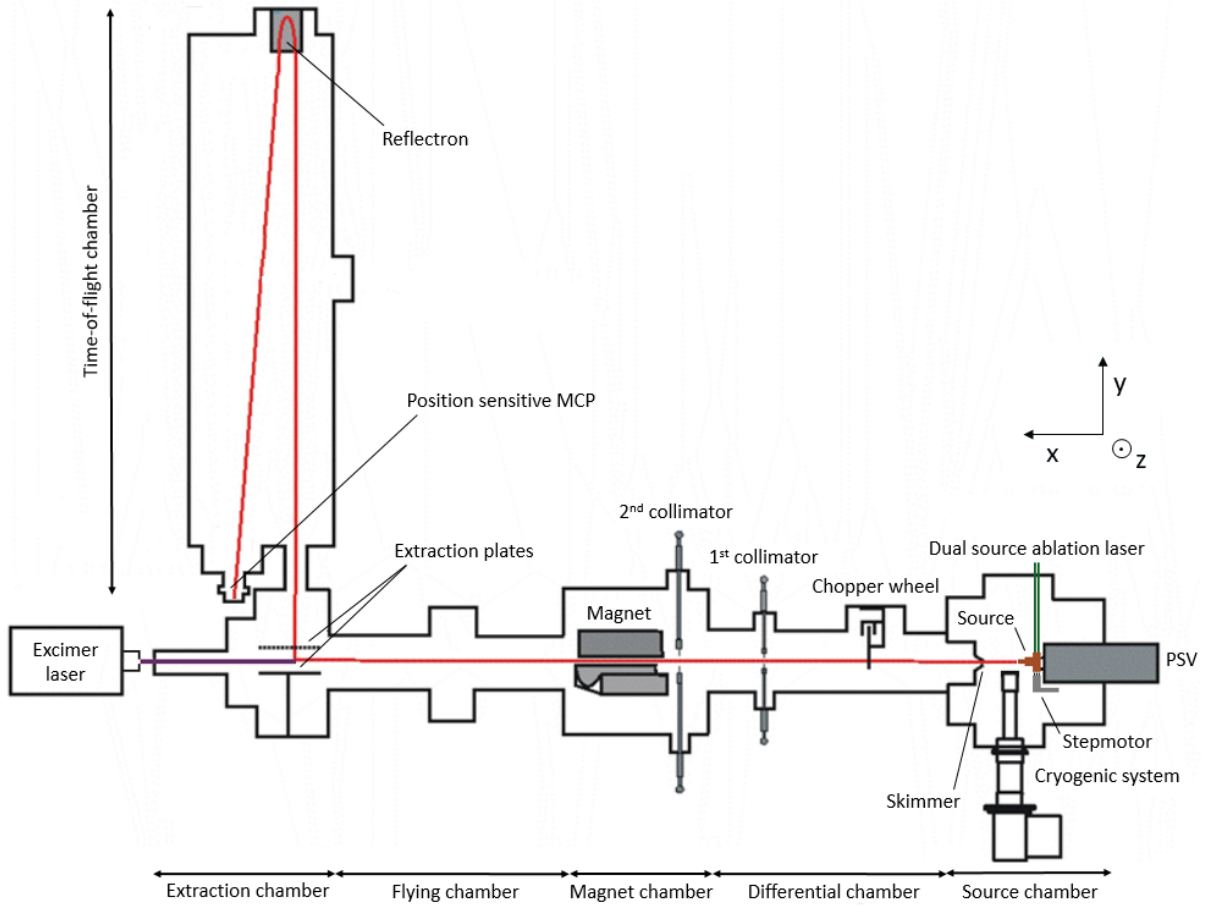 Reflectron
Time-of-flight chamber
Position sensitive MCP
y
x
z
2nd collimator
Extraction plates
1st collimator
Dual source ablation laser
Chopper wheel
Magnet
Source
Excimer
laser
PSV
Stepmotor
Cryogenic system
Skimmer
Extraction chamber
Flying chamber
Magnet chamber
Differential chamber
Source chamber